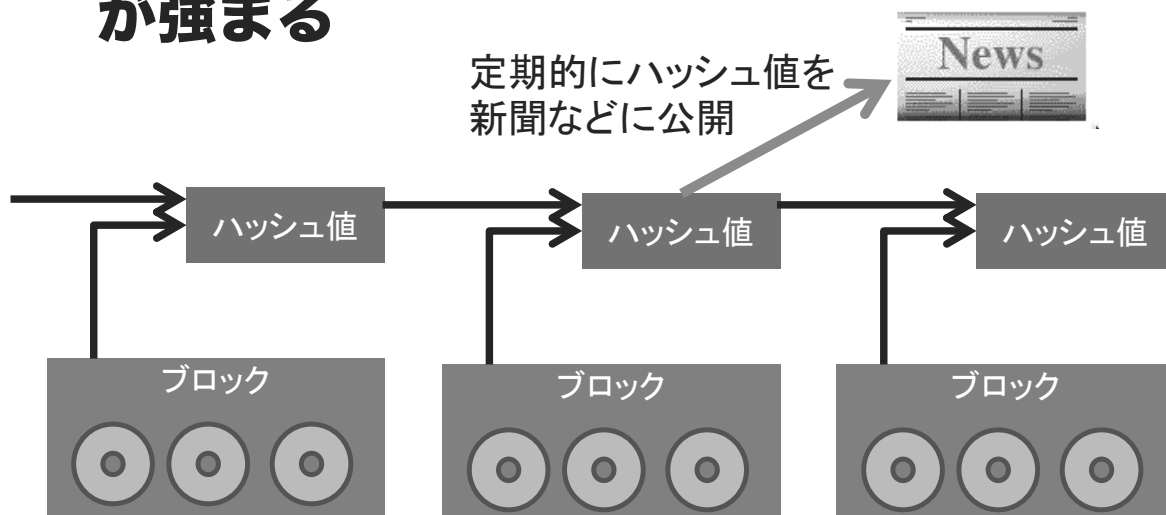 が強まる
定期的にハッシュ値を
新聞などに公開
News
ハッシュ値
ハッシュ値
ハッシュ値
ブロック
ブロック
ブロック